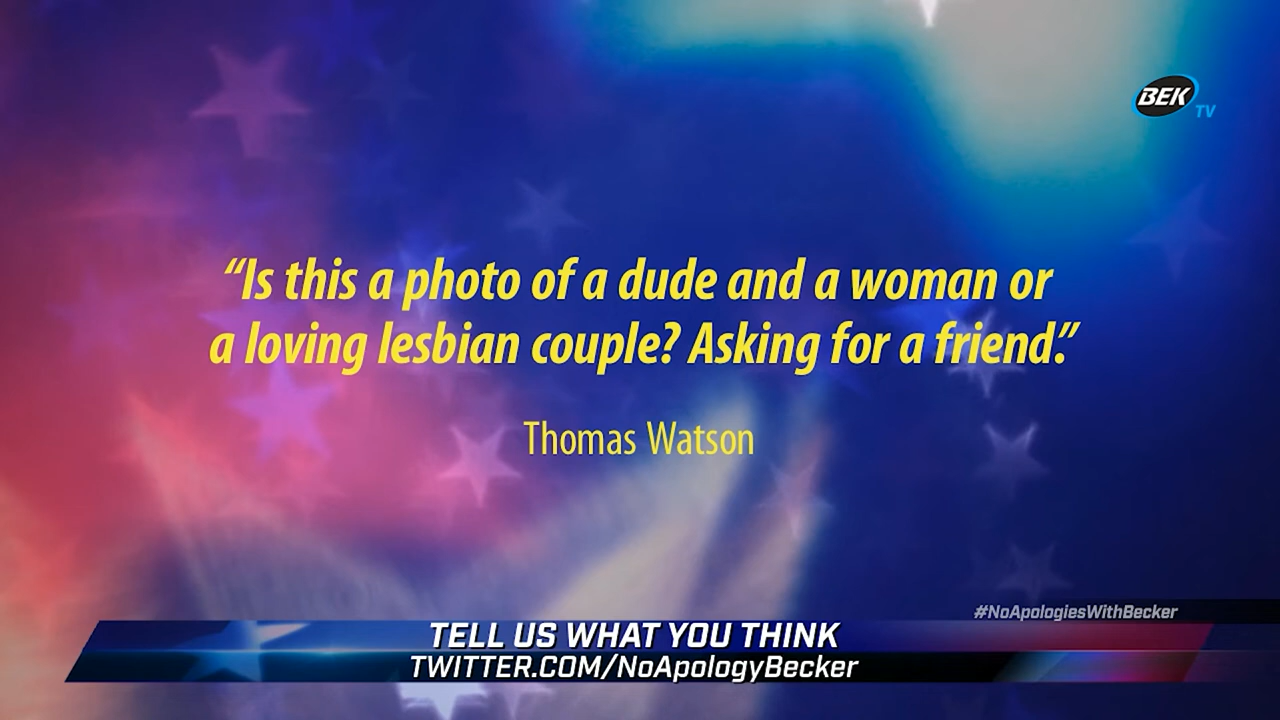 BEK TV
“Is this a photo of a dude and a woman or
a loving lesbian couple? Asking for a friend.”
Thomas Watson
#NoApologiesWithBecker
TELL US WHAT YOU THINK
TWITTER.COM/NoApologyBecker